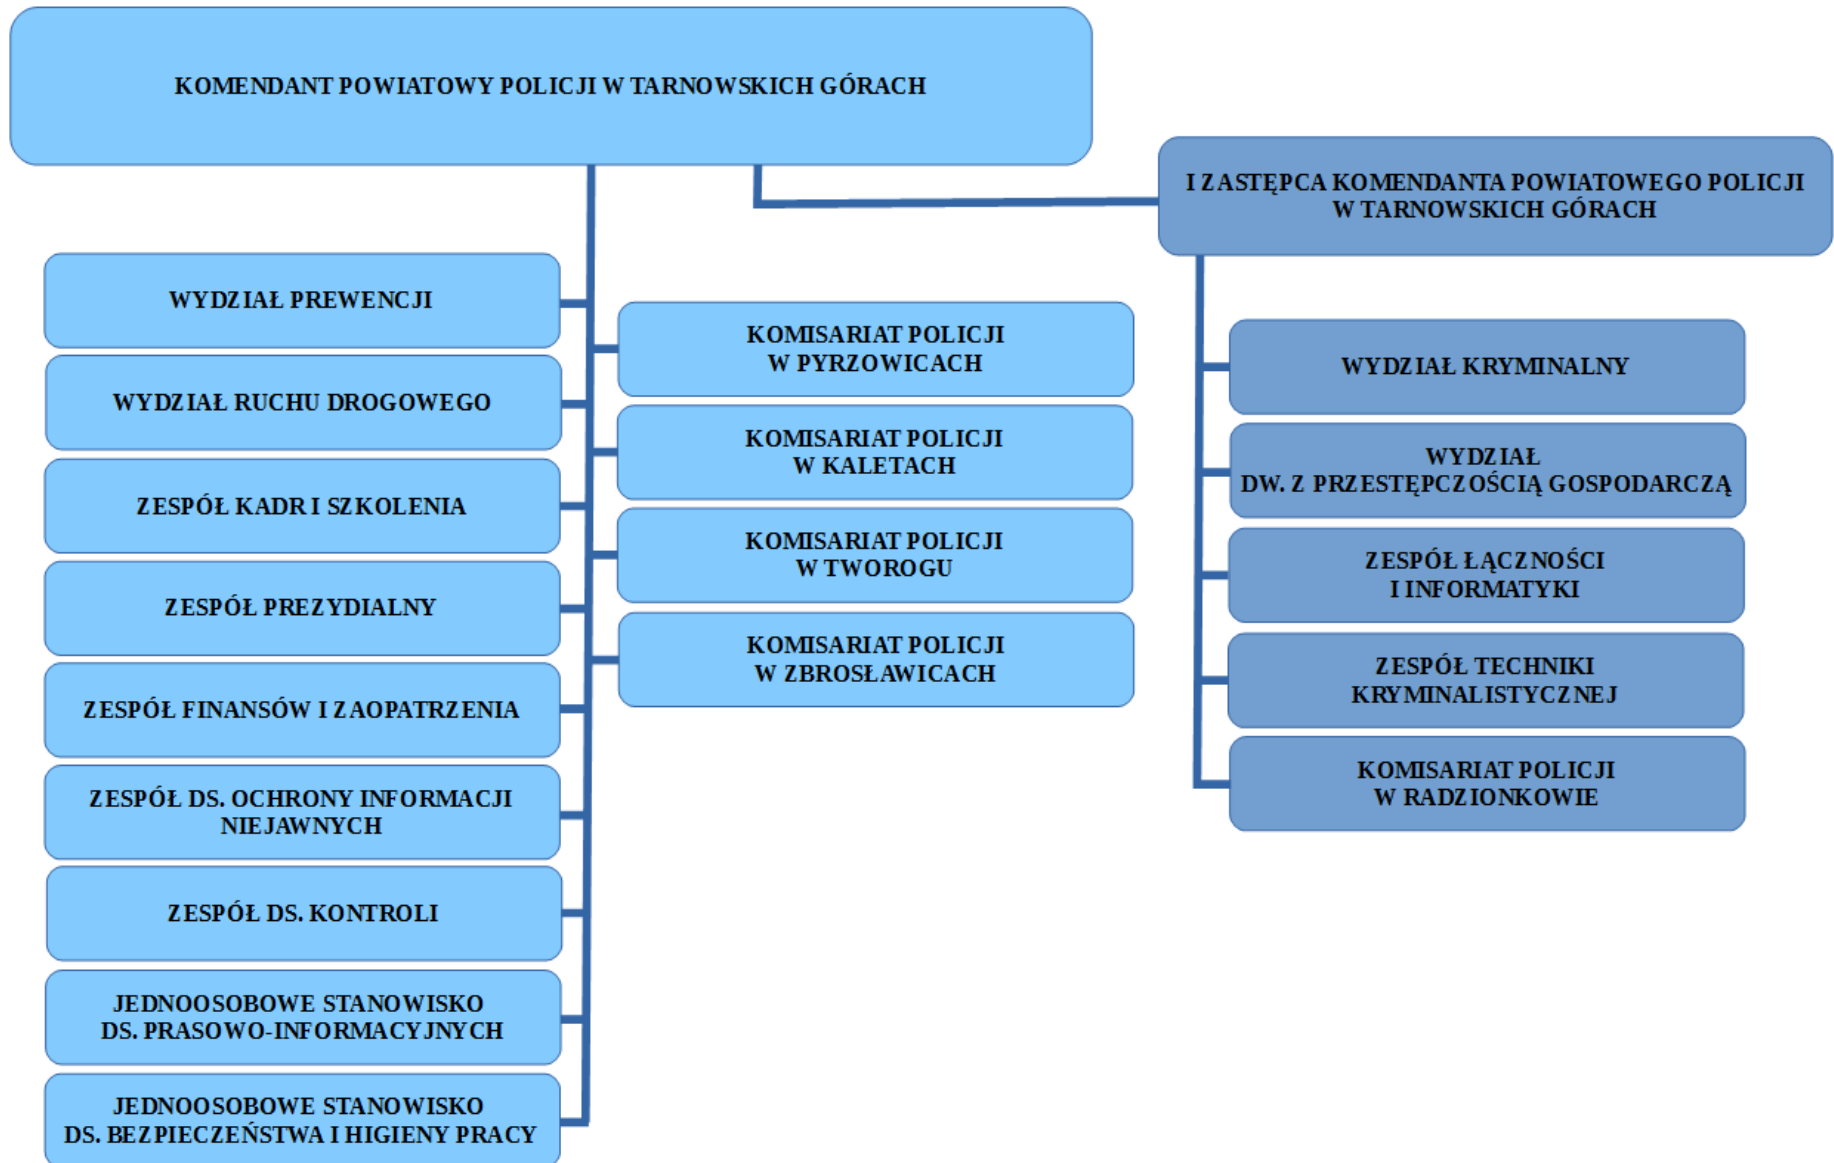 KOMENDANT POWIATOWY POLICJI W TARNOWSKICH GÓRACH
I ZASTĘPCA KOMENDANTA POWIATOWEGO POLICJI
W TARNOWSKICH GÓRACH
WYDZIAŁ PREWENCJI
WYDZIAŁ RUCHU DROGOWEGO
ZESPÓŁ KADR I SZKOLENIA
ZESPÓŁ PREZYDIALNY
ZESPÓŁ FINANSÓW I ZAOPATRZENIA
ZESPÓŁ DS. OCHRONY INFORMACJI
NIEJAWNYCH
ZESPÓŁ DS. KONTROLI
JEDNOOSOBOWE STANOWISKO
DS. PRASOWO-INFORMACYJNYCH
JEDNOOSOBOWE STANOWISKO
DS. BEZPIECZEŃSTWA I HIGIENY PRACY
KOMISARIAT POLICJI
W PYRZOWICACH
KOMISARIAT POLICJI
W KALETACH
KOMISARIAT POLICJI
W TWOROGU
KOMISARIAT POLICJI
W ZBROSŁAWICACH
WYDZIAŁ KRYMINALNY
WYDZIAŁ
DW. Z PRZESTĘPCZOŚCIĄ GOSPODARCZĄ
ZESPÓŁ ŁĄCZNOŚCI
I INFORMATYKI
ZESPÓŁ TECHNIKI
KRYMINALISTYCZNEJ
KOMISARIAT POLICJI
W RADZIONKOWIE